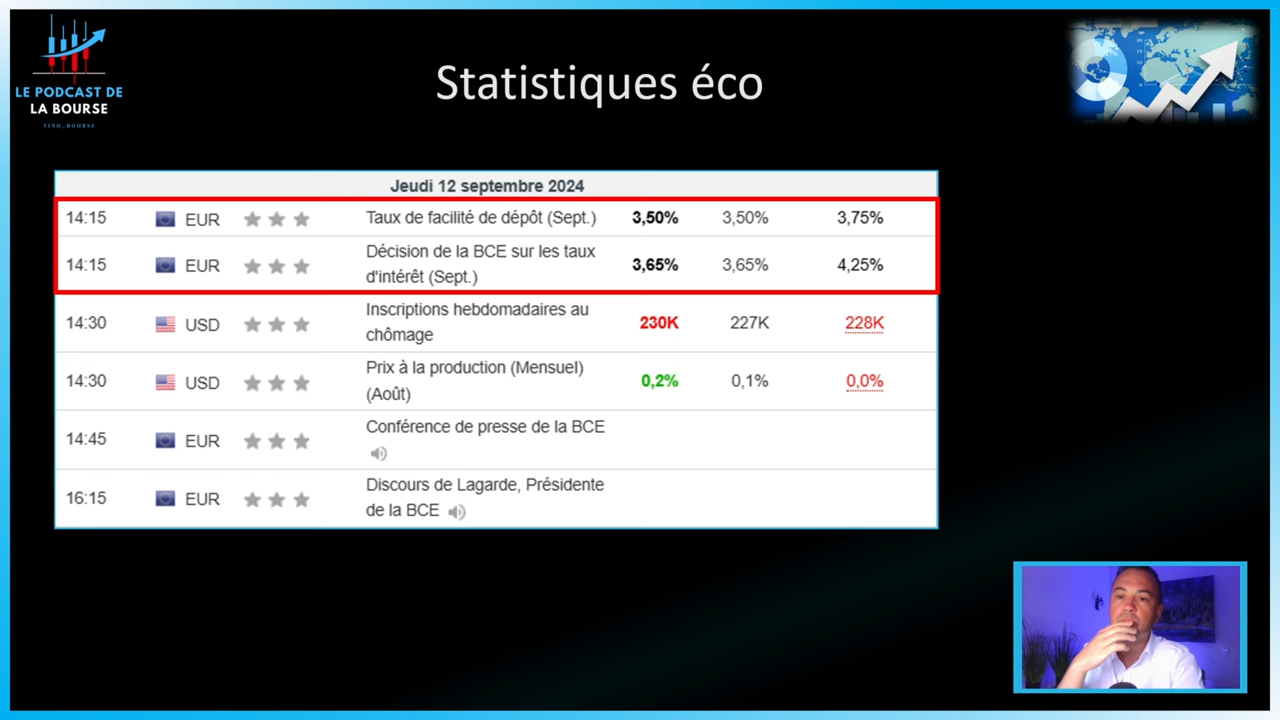 LE PODCAST DE
LA BOURSE
TINO_BOURSE
Statistiques éco
Jeudi 12 septembre 2024
14:15 EUR Taux de facilité de dépôt (Sept.) 3,50% 3,50% 3,75%
14:15 EUR Décision de la BCE sur les taux
d'intérêt (Sept.) 3,65% 3,65% 4,25%
14:30 USD Inscriptions hebdomadaires au
chômage 230K 227K 228K
14:30 USD Prix à la production (Mensuel)
(Août) 0,2% 0,1% 0,0%
14:45 EUR Conférence de presse de la BCE
16:15 EUR Discours de Lagarde, Présidente
de la BCE